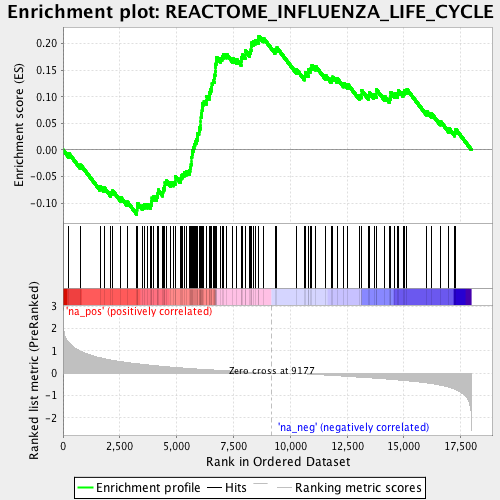 Enrichment plot: REACTOME_INFLUENZA_LIFE_CYCLE
Enrichment score (ES)
0.20
0.15
0.10
0.05
0.00
-0.05
-0.10
'na_pos' (positively correlated)
Ranked list metric (PreRanked)
3
2
1
0
-1
-2
Zero cross at 9177
'na_neg' (negatively correlated)
0
2,500
5,000
7,500
10,000
12,500
15,000
17,500
Rank in Ordered Dataset
Enrichment profile
Hits
Ranking metric scores